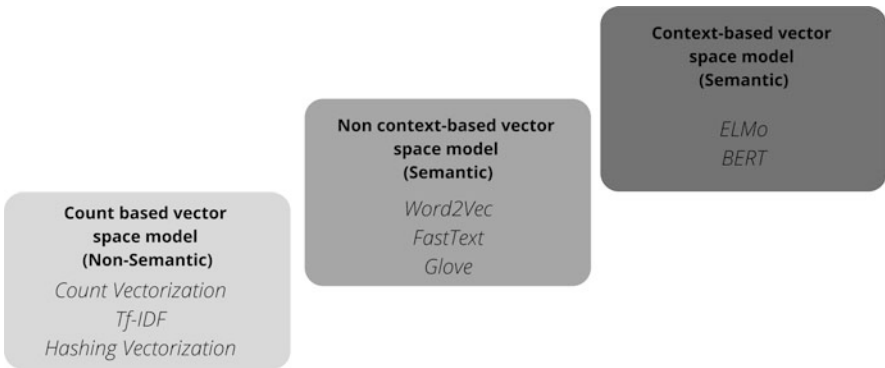 Count based vector
space model
(Non-Semantic)
Count Vectorization
Tf-IDF
Hashing Vectorization
Non context-based vector
space model
(Semantic)
Word2Vec
FastText
Glove
Context-based vector
space model
(Semantic)
ELMo
BERT